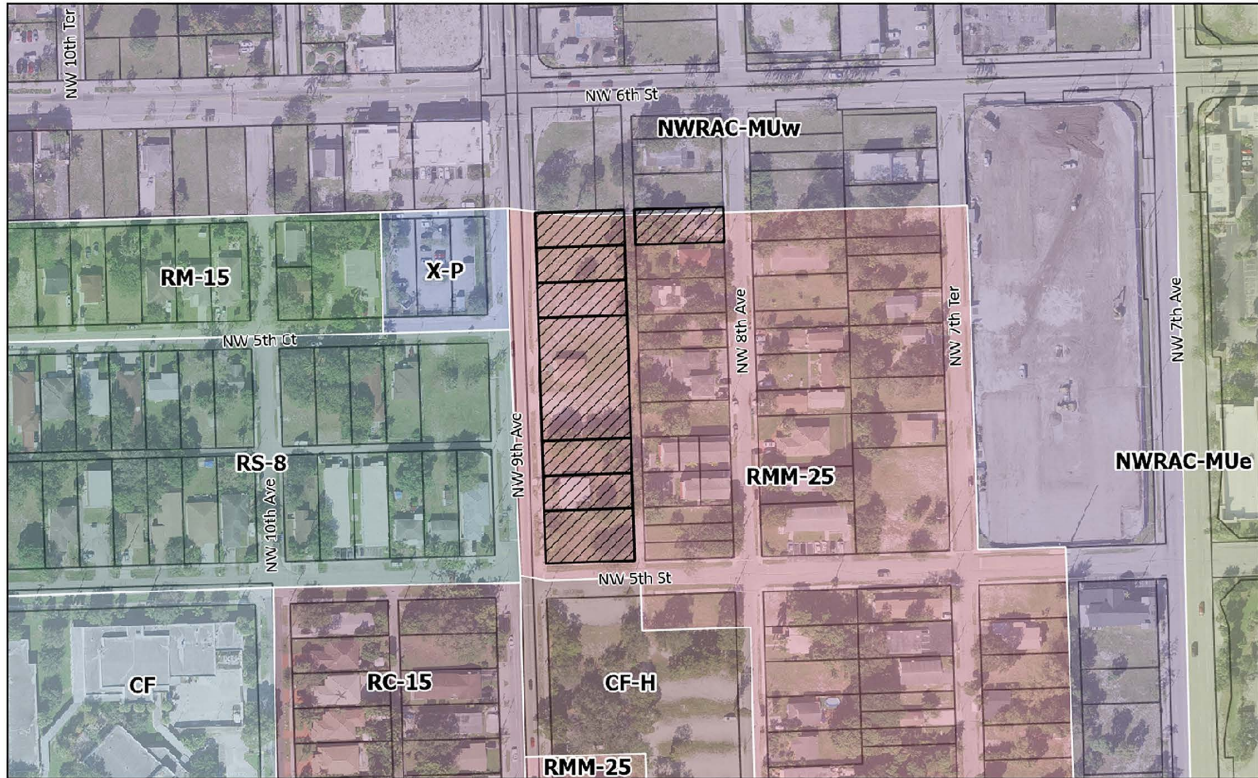 NW 10th Ter
NW 6th St
NWRAC-MUw
RM-15
X-P
NW 5th Ct
NW 8th Ave
NW 7th Ter
NW 7th Ave
NW 9th Ave
RS-8
NW 10th Ave
RMM-25
NWRAC-MUe
NW 5th St
CF
RC-15
CF-H
RMM-25